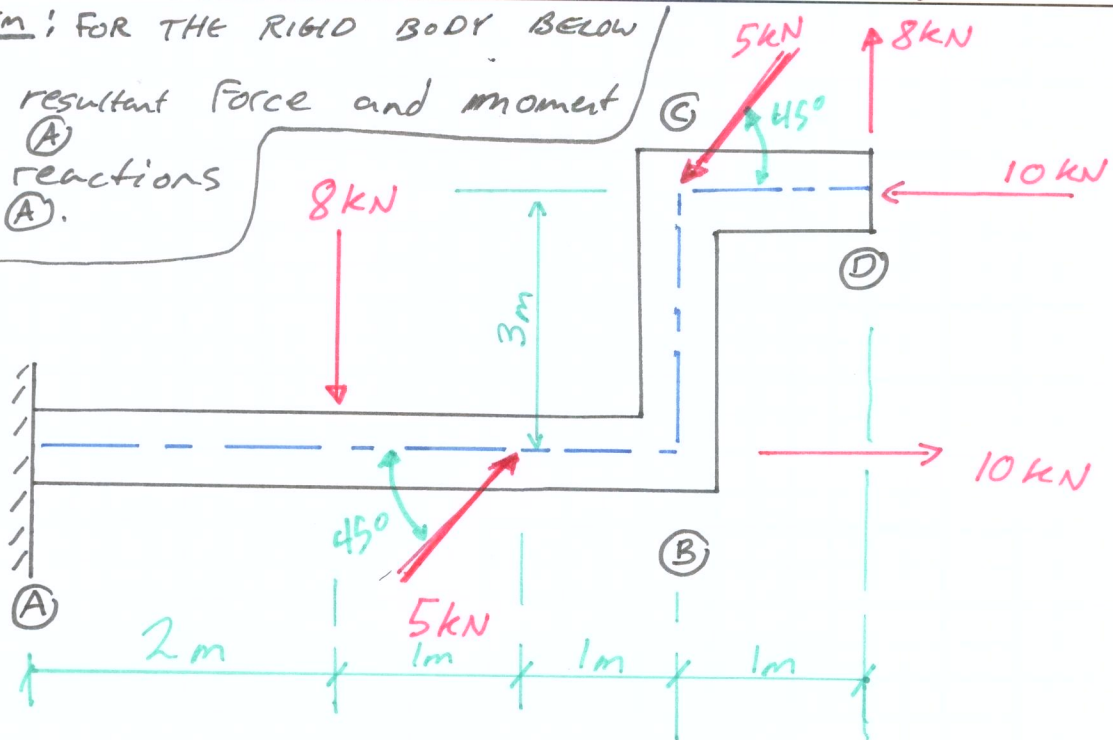 m: FOR THE RIGID BODY BELOW
resultant Force and moment
A
reactions
A.
5kN
8kN
C
45°
10kN
8kN
D
3m
10kN
45°
B
A
5kN
2m
1m
1m
1m